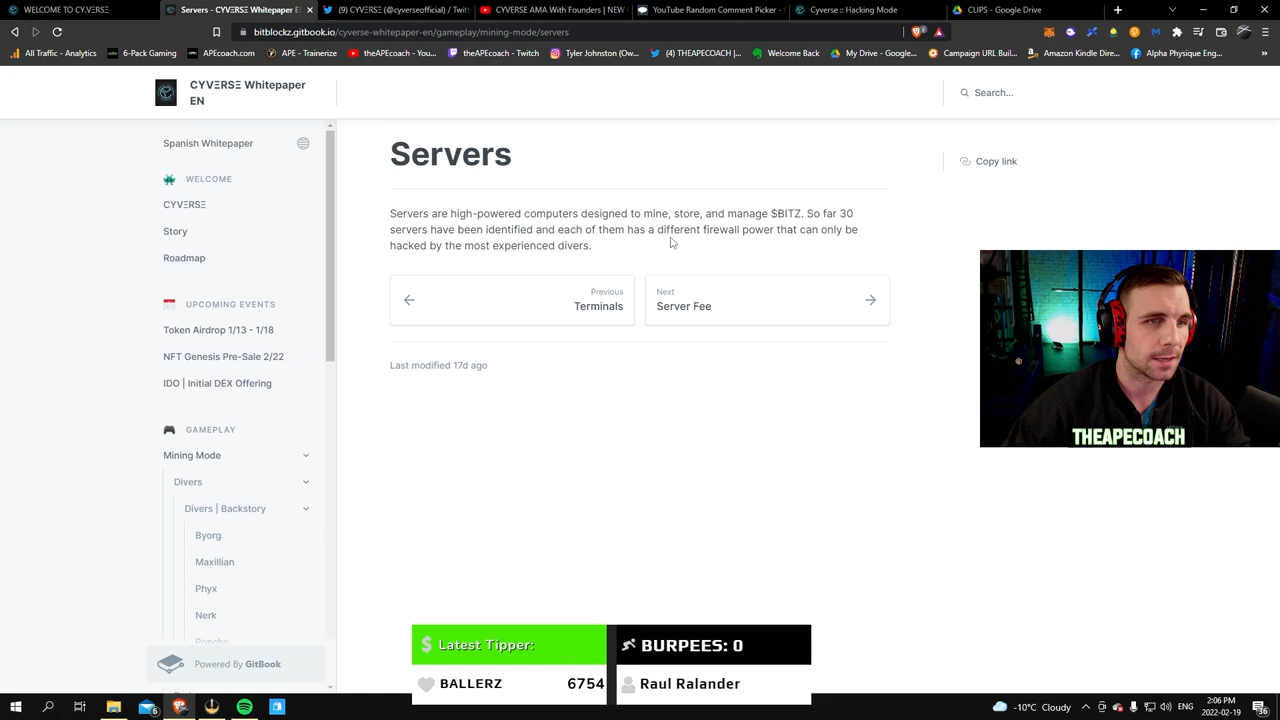 WELCOME TO CY.V.RSE
Servers - CYVERSE Whitepaper E
(9) CYVERSE (@cyversofficial) / Twitt
CYVERSE AMA With Founders | NEW
YouTube Random Comment Picker -
Cyverse :: Hacking Mode
CLIPS - Google Drive
bitblockz.gitbook.io/cyverse-whitepaper-en/gameplay/mining-mode/servers
All Traffic - Analytics
6-Pack Gaming
APE - Twitch
theAPEcoach - You...
theAPEcoach - Twitch
Tyler Johnston (Ow...
(4) THEAPECOACH (...
Welcome Back
My Drive - Google...
Campaign URL Buil...
Amazon Kindle Dire...
Alpha Physique Eng...
CYVΞRSΞ Whitepaper
EN
Search...
Spanish Whitepaper
WELCOME
CYVΞRSΞ
Story
Roadmap
UPCOMING EVENTS
Token Airdrop 1/13 - 1/18
NFT Genesis Pre-Sale 2/22
IDO | Initial DEX Offering
GAMEPLAY
Mining Mode
Divers
Divers | Backstory
Byorg
Maxillian
Phyx
Nerk
Poncho
Powered By GitBook
Servers
Copy link
Servers are high-powered computers designed to mine, store, and manage $BITZ. So far 30
servers have been identified and each of them has a different firewall power that can only be
hacked by the most experienced divers.
Previous
Terminals
Next
Server Fee
Last modified 17d ago
THEAPECOACH
Latest Tipper:
BURPEES: 0
BALLERZ 6754
Raul Ralander
6
-10°C Cloudy
2:06 PM
2022-02-19
36